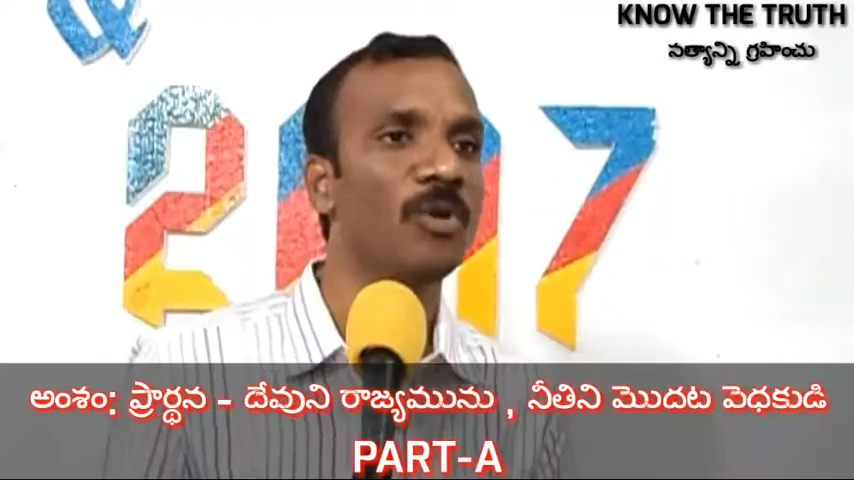 &
KNOW THE TRUTH
సత్యాన్ని గ్రహించు
2017
అంశం: ప్రార్థన - దేవుని రాజ్యమును , నీతిని మొదట వెధకుడి
PART-A